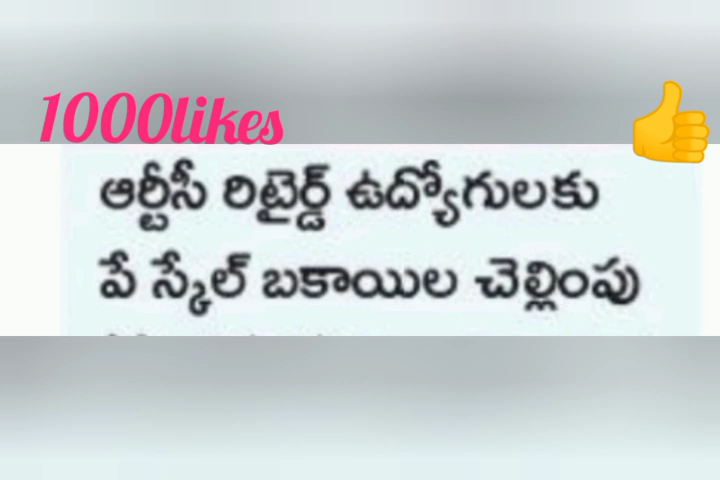 1000likes
ఆర్టీసీ రిటైర్డ్ ఉద్యోగులకు
పే స్కేల్ బకాయిల చెల్లింపు